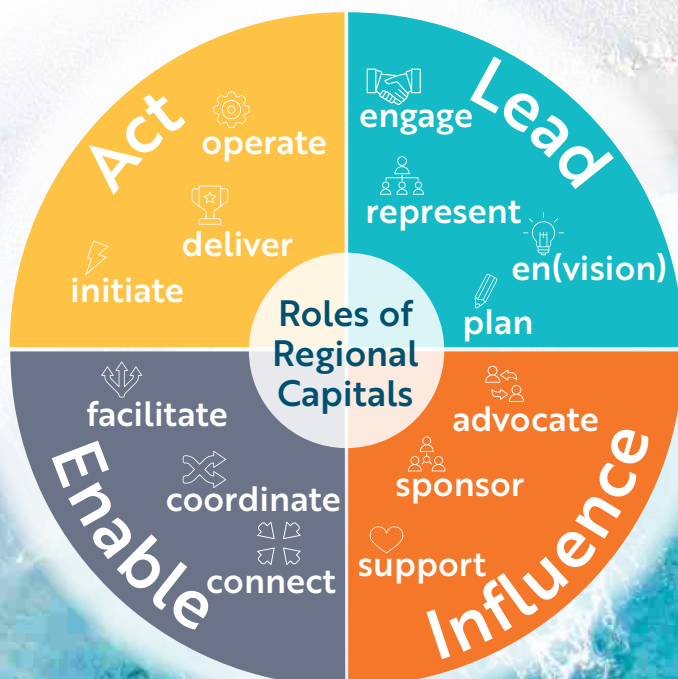 Act
operate
deliver
initiate
Lead
engage
represent
en(vision)
plan
Roles of
Regional
Capitals
Enable
facilitate
coordinate
connect
Influence
advocate
sponsor
support